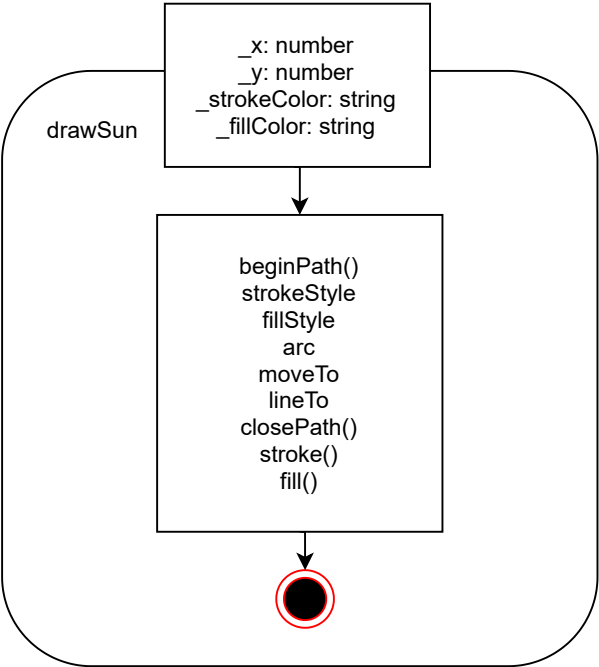 _x: number
_y: number
_strokeColor: string
_fillColor: string
drawSun
beginPath()
strokeStyle
fillStyle
arc
moveTo
lineTo
closePath()
stroke()
fill()